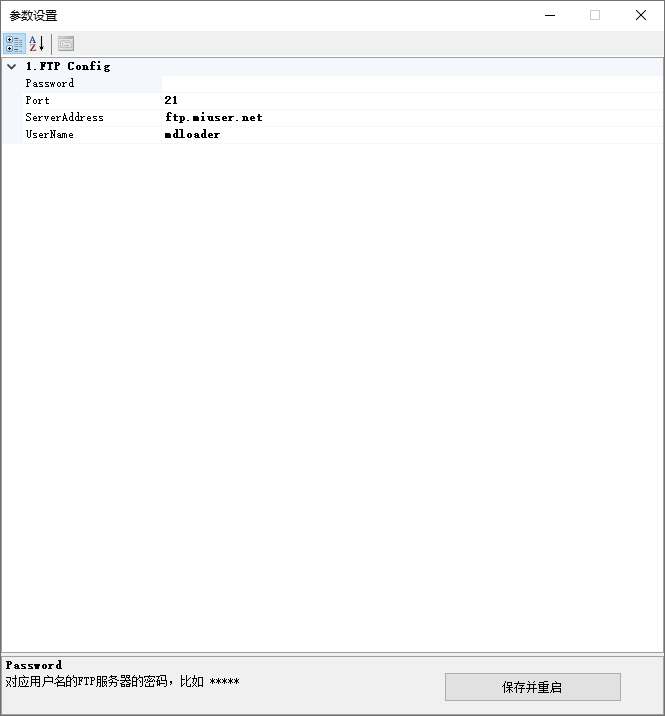 参数设置
1.FTP Config
Password
Port 21
ServerAddress ftp.miuser.net
UserName mdloader
Password
对应用户名的FTP服务器的密码，比如 *****
保存并重启